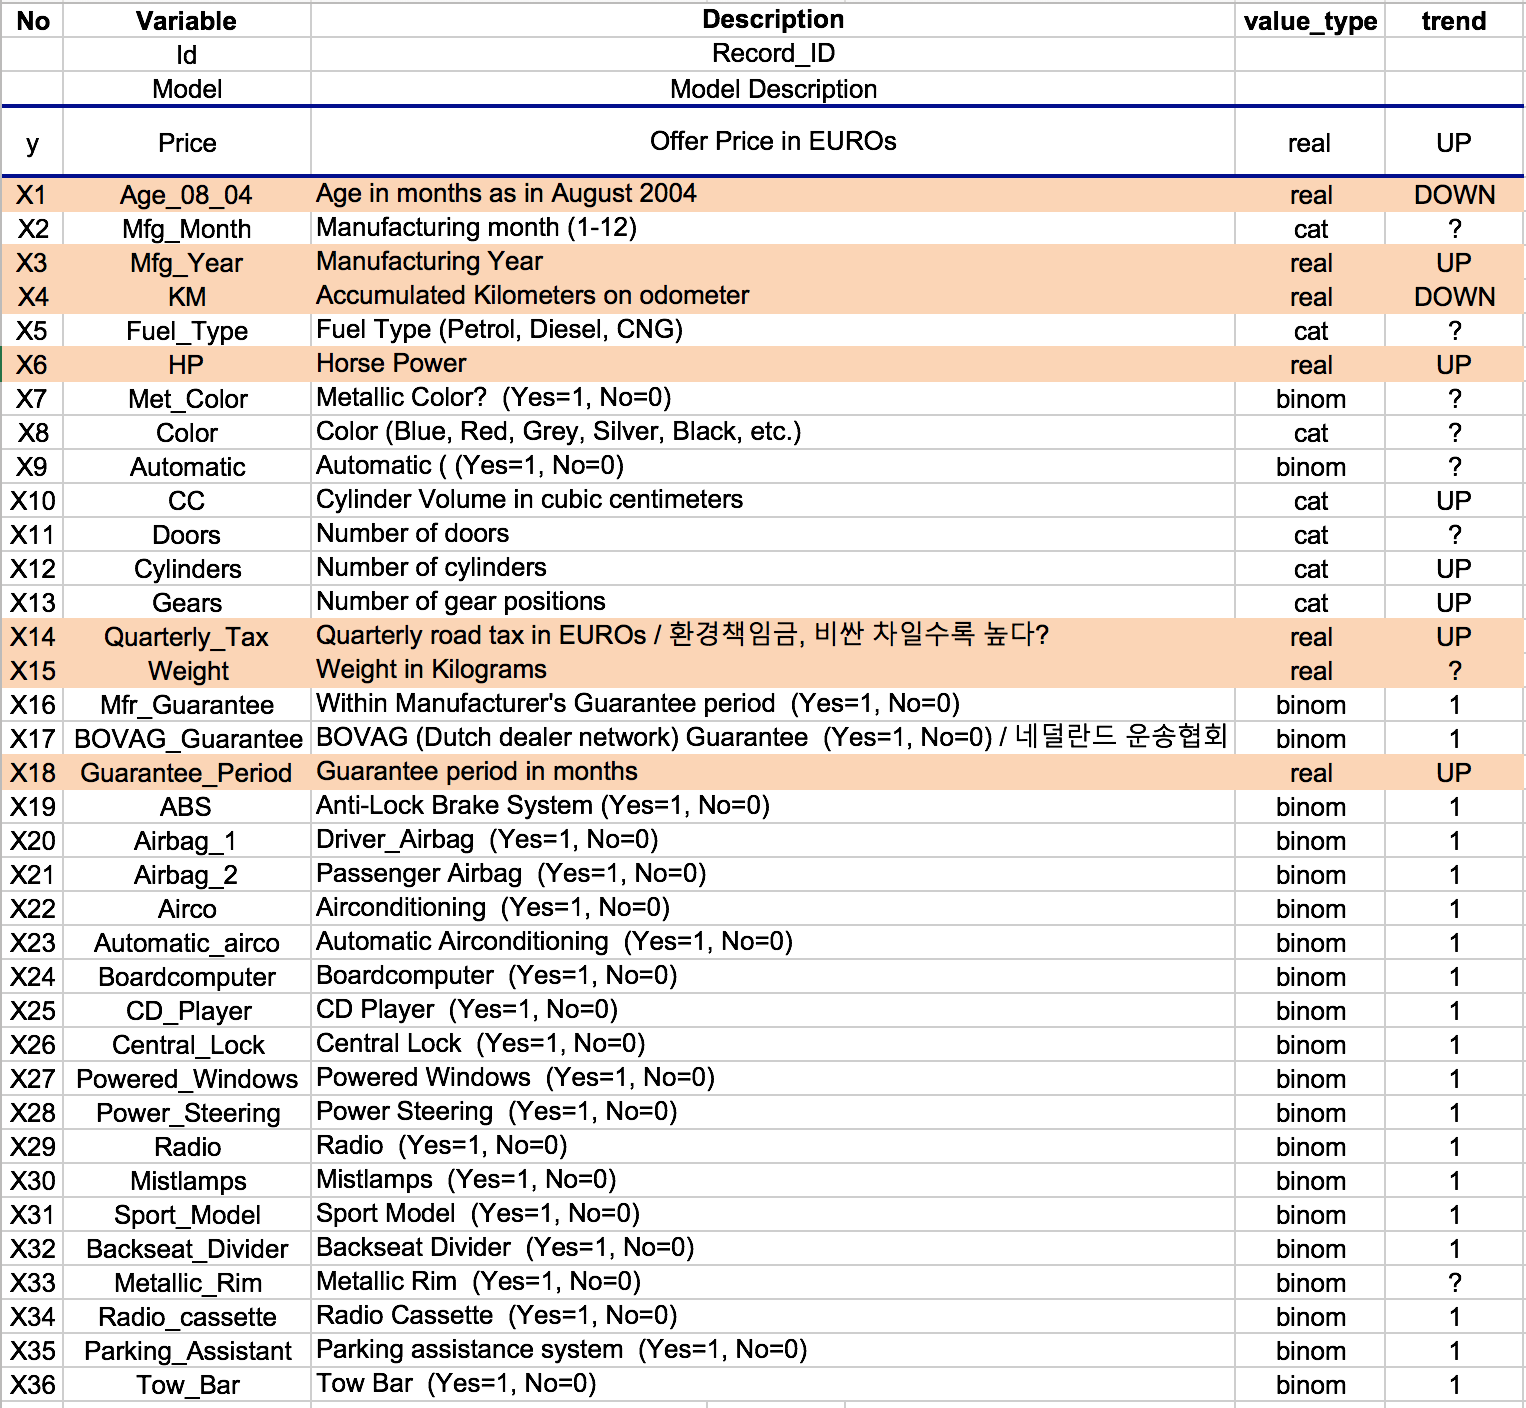 No Variable Description value_type trend
Id Record_ID
Model Model Description
y Price Offer Price in EUROs real UP
X1 Age_08_04 Age in months as in August 2004 real DOWN
X2 Mfg_Month Manufacturing month (1-12) cat ?
X3 Mfg_Year Manufacturing Year real UP
X4 KM Accumulated Kilometers on odometer real DOWN
X5 Fuel_Type Fuel Type (Petrol, Diesel, CNG) cat ?
X6 HP Horse Power real UP
X7 Met_Color Metallic Color? (Yes=1, No=0) binom ?
X8 Color Color (Blue, Red, Grey, Silver, Black, etc.) cat ?
X9 Automatic Automatic ( (Yes=1, No=0) binom ?
X10 CC Cylinder Volume in cubic centimeters cat UP
X11 Doors Number of doors cat ?
X12 Cylinders Number of cylinders cat UP
X13 Gears Number of gear positions cat UP
X14 Quarterly_Tax Quarterly road tax in EUROs / 환경책임금, 비싼 차일수록 높다? real UP
X15 Weight Weight in Kilograms real ?
X16 Mfr_Guarantee Within Manufacturer's Guarantee period (Yes=1, No=0) binom 1
X17 BOVAG_Guarantee BOVAG (Dutch dealer network) Guarantee (Yes=1, No=0) / 네덜란드 운송협회 binom 1
X18 Guarantee_Period Guarantee period in months real UP
X19 ABS Anti-Lock Brake System (Yes=1, No=0) binom 1
X20 Airbag_1 Driver_Airbag (Yes=1, No=0) binom 1
X21 Airbag_2 Passenger Airbag (Yes=1, No=0) binom 1
X22 Airco Airconditioning (Yes=1, No=0) binom 1
X23 Automatic_airco Automatic Airconditioning (Yes=1, No=0) binom 1
X24 Boardcomputer Boardcomputer (Yes=1, No=0) binom 1
X25 CD_Player CD Player (Yes=1, No=0) binom 1
X26 Central_Lock Central Lock (Yes=1, No=0) binom 1
X27 Powered_Windows Powered Windows (Yes=1, No=0) binom 1
X28 Power_Steering Power Steering (Yes=1, No=0) binom 1
X29 Radio Radio (Yes=1, No=0) binom 1
X30 Mistlamps Mistlamps (Yes=1, No=0) binom 1
X31 Sport_Model Sport Model (Yes=1, No=0) binom 1
X32 Backseat_Divider Backseat Divider (Yes=1, No=0) binom 1
X33 Metallic_Rim Metallic Rim (Yes=1, No=0) binom ?
X34 Radio_cassette Radio Cassette (Yes=1, No=0) binom 1
X35 Parking_Assistant Parking assistance system (Yes=1, No=0) binom 1
X36 Tow_Bar Tow Bar (Yes=1, No=0) binom 1